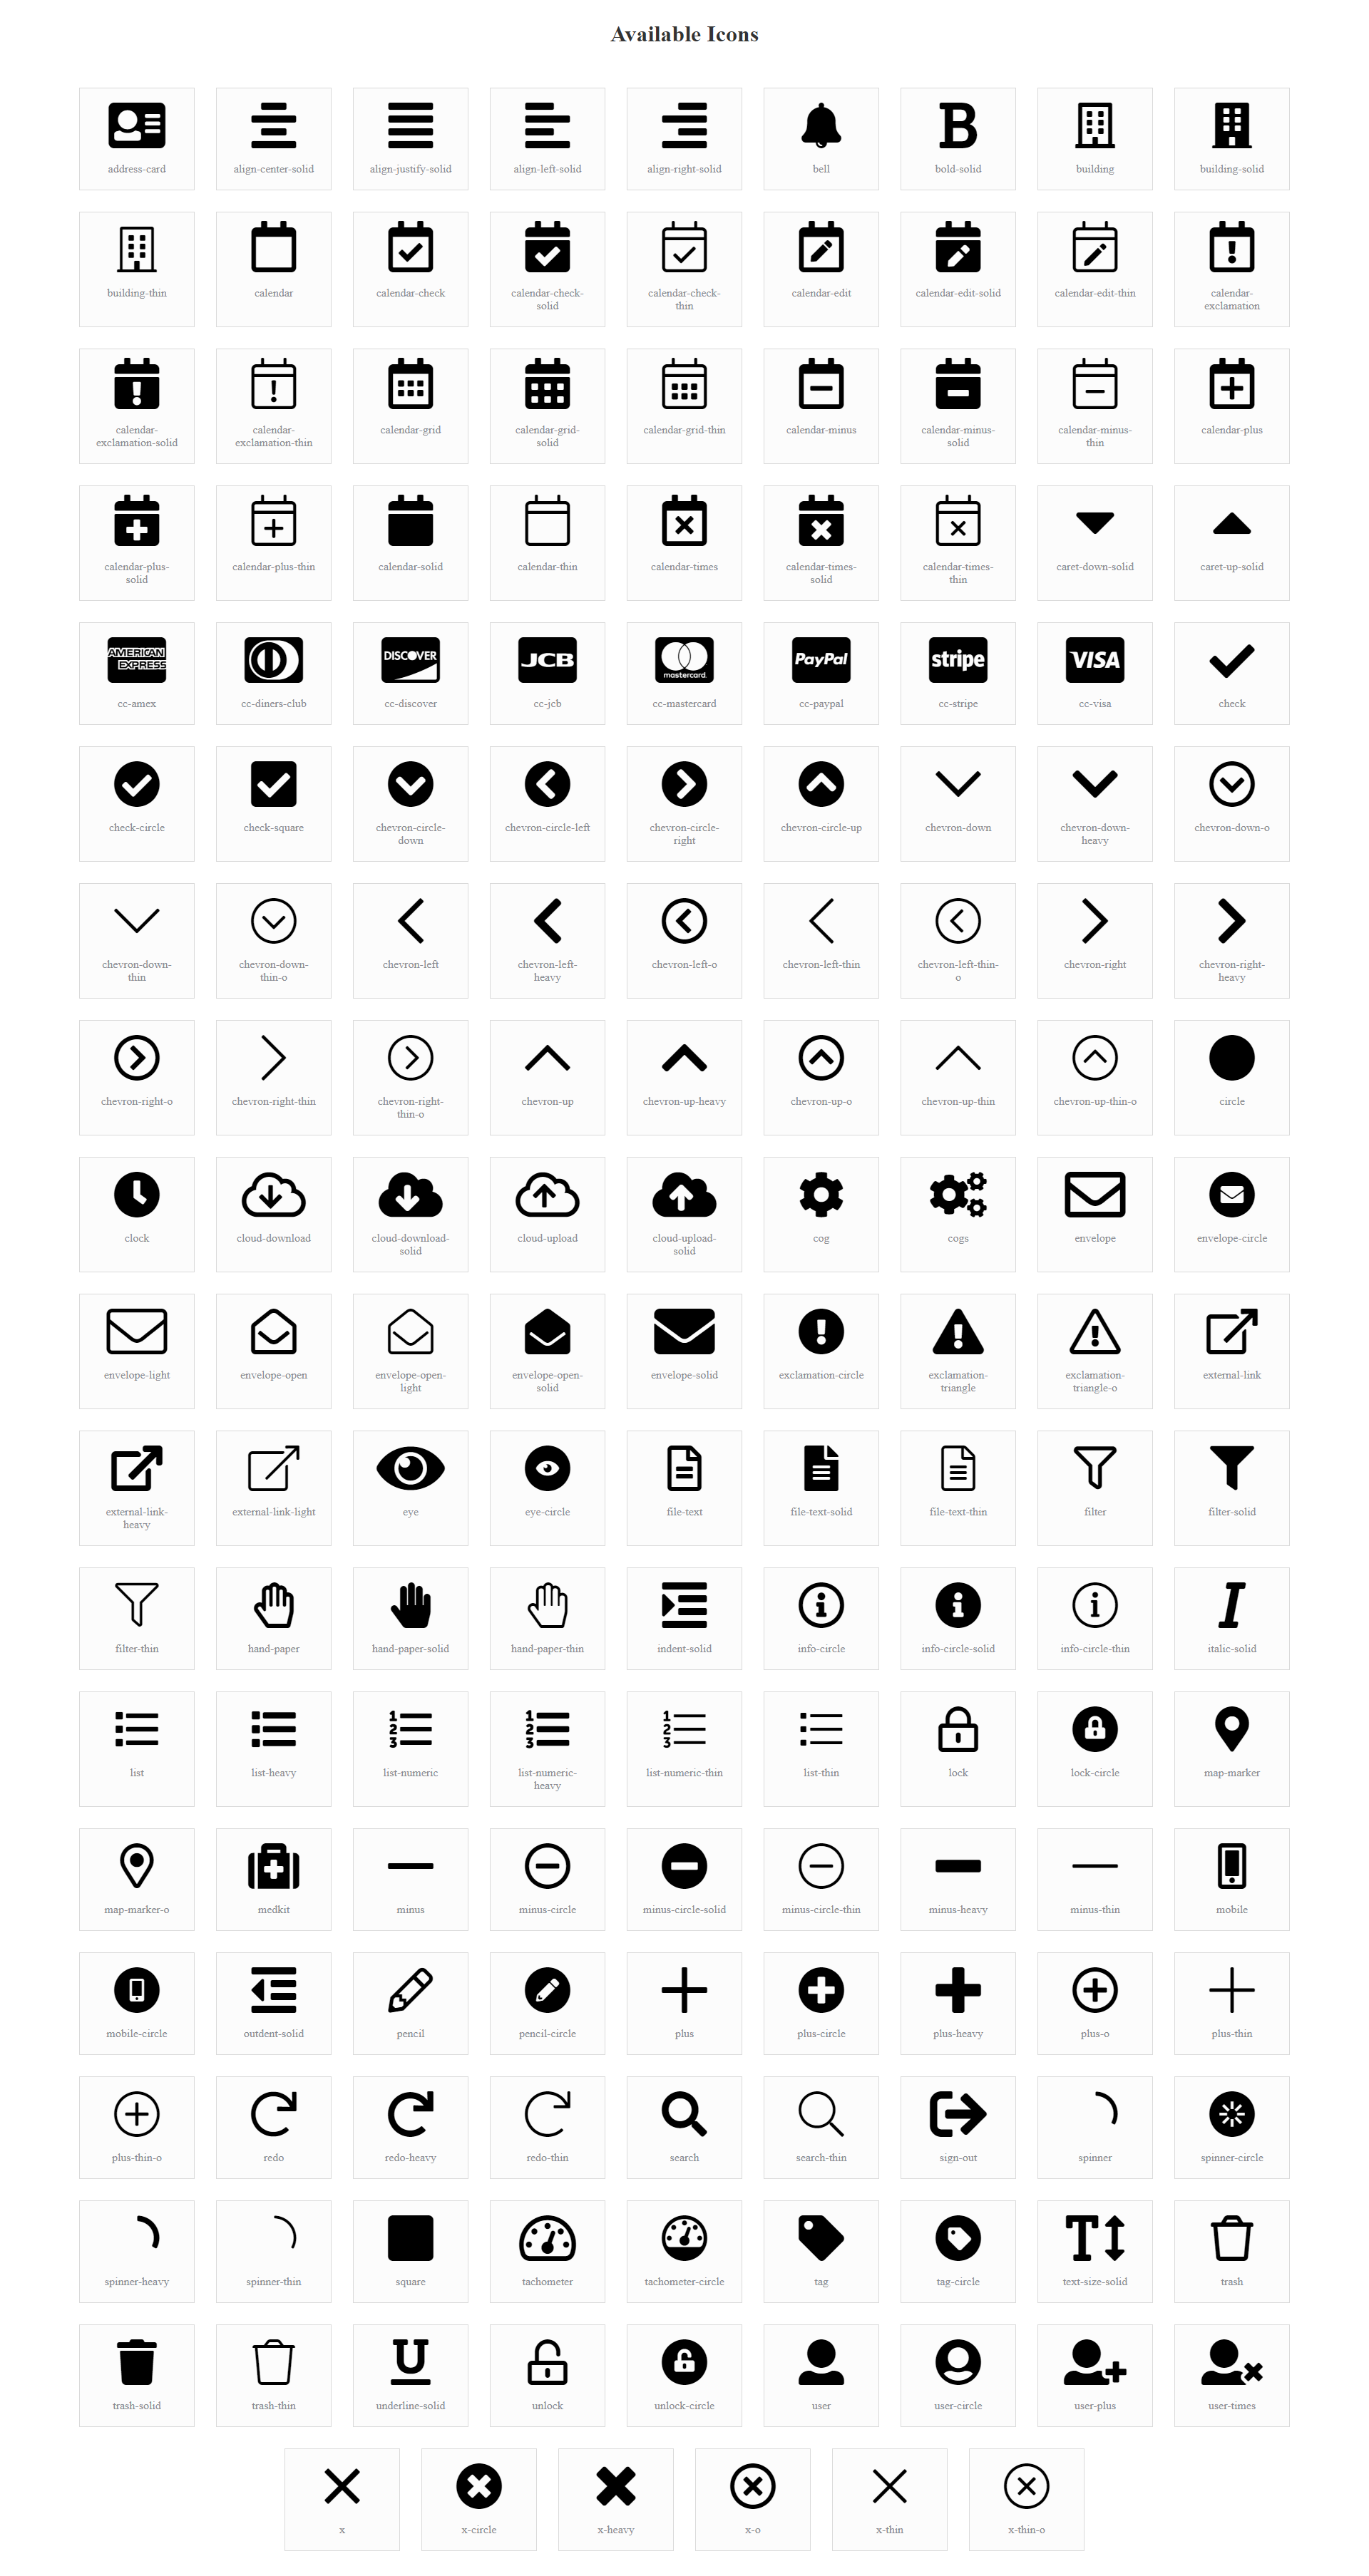 Available Icons
address-card
align-center-solid
align-justify-solid
align-left-solid
align-right-solid
bell
B
bold-solid
building
building-solid
building-thin
calendar
calendar-check
calendar-check-
solid
calendar-check-
thin
calendar-edit
calendar-edit-solid
calendar-edit-thin
calendar-
exclamation
calendar-
exclamation-solid
calendar-
exclamation-thin
calendar-grid
calendar-grid-
solid
calendar-grid-thin
calendar-minus
calendar-minus-
solid
calendar-minus-
thin
calendar-plus
calendar-plus-
solid
calendar-plus-thin
calendar-solid
calendar-thin
calendar-times
calendar-times-
solid
calendar-times-
thin
caret-down-solid
caret-up-solid
AMERICAN
EXPRESS
cc-amex
cc-diners-club
DISCOVER
cc-discover
JCB
cc-jcb
mastercard.
cc-mastercard
PayPal
cc-paypal
stripe
cc-stripe
VISA
cc-visa
check
check-circle
check-square
chevron-circle-
down
chevron-circle-left
chevron-circle-
right
chevron-circle-up
chevron-down
chevron-down-
heavy
chevron-down-o
chevron-down-
thin
chevron-down-
thin-o
chevron-left
chevron-left-
heavy
chevron-left-o
chevron-left-thin
chevron-left-thin-
o
chevron-right
chevron-right-
heavy
chevron-right-o
chevron-right-thin
chevron-right-
thin-o
chevron-up
chevron-up-heavy
chevron-up-o
chevron-up-thin
chevron-up-thin-o
circle
clock
cloud-download
cloud-download-
solid
cloud-upload
cloud-upload-
solid
cog
cogs
envelope
envelope-circle
envelope-light
envelope-open
envelope-open-
light
envelope-open-
solid
envelope-solid
exclamation-circle
exclamation-
triangle
exclamation-
triangle-o
external-link
external-link-
heavy
external-link-light
eye
eye-circle
file-text
file-text-solid
file-text-thin
filter
filter-solid
filter-thin
hand-paper
hand-paper-solid
hand-paper-thin
indent-solid
info-circle
info-circle-solid
info-circle-thin
I
italic-solid
list
list-heavy
1
2
3
list-numeric
1
2
3
list-numeric-
heavy
1
2
3
list-numeric-thin
list-thin
lock
lock-circle
map-marker
map-marker-o
medkit
minus
minus-circle
minus-circle-solid
minus-circle-thin
minus-heavy
minus-thin
mobile
mobile-circle
outdent-solid
pencil
pencil-circle
plus
plus-circle
plus-heavy
plus-o
plus-thin
plus-thin-o
redo
redo-heavy
redo-thin
search
search-thin
sign-out
spinner
spinner-circle
spinner-heavy
spinner-thin
square
tachometer
tachometer-circle
tag
tag-circle
T
text-size-solid
trash
trash-solid
trash-thin
U
underline-solid
unlock
unlock-circle
user
user-circle
user-plus
user-times
x
x-circle
x-heavy
x-o
x-thin
x-thin-o